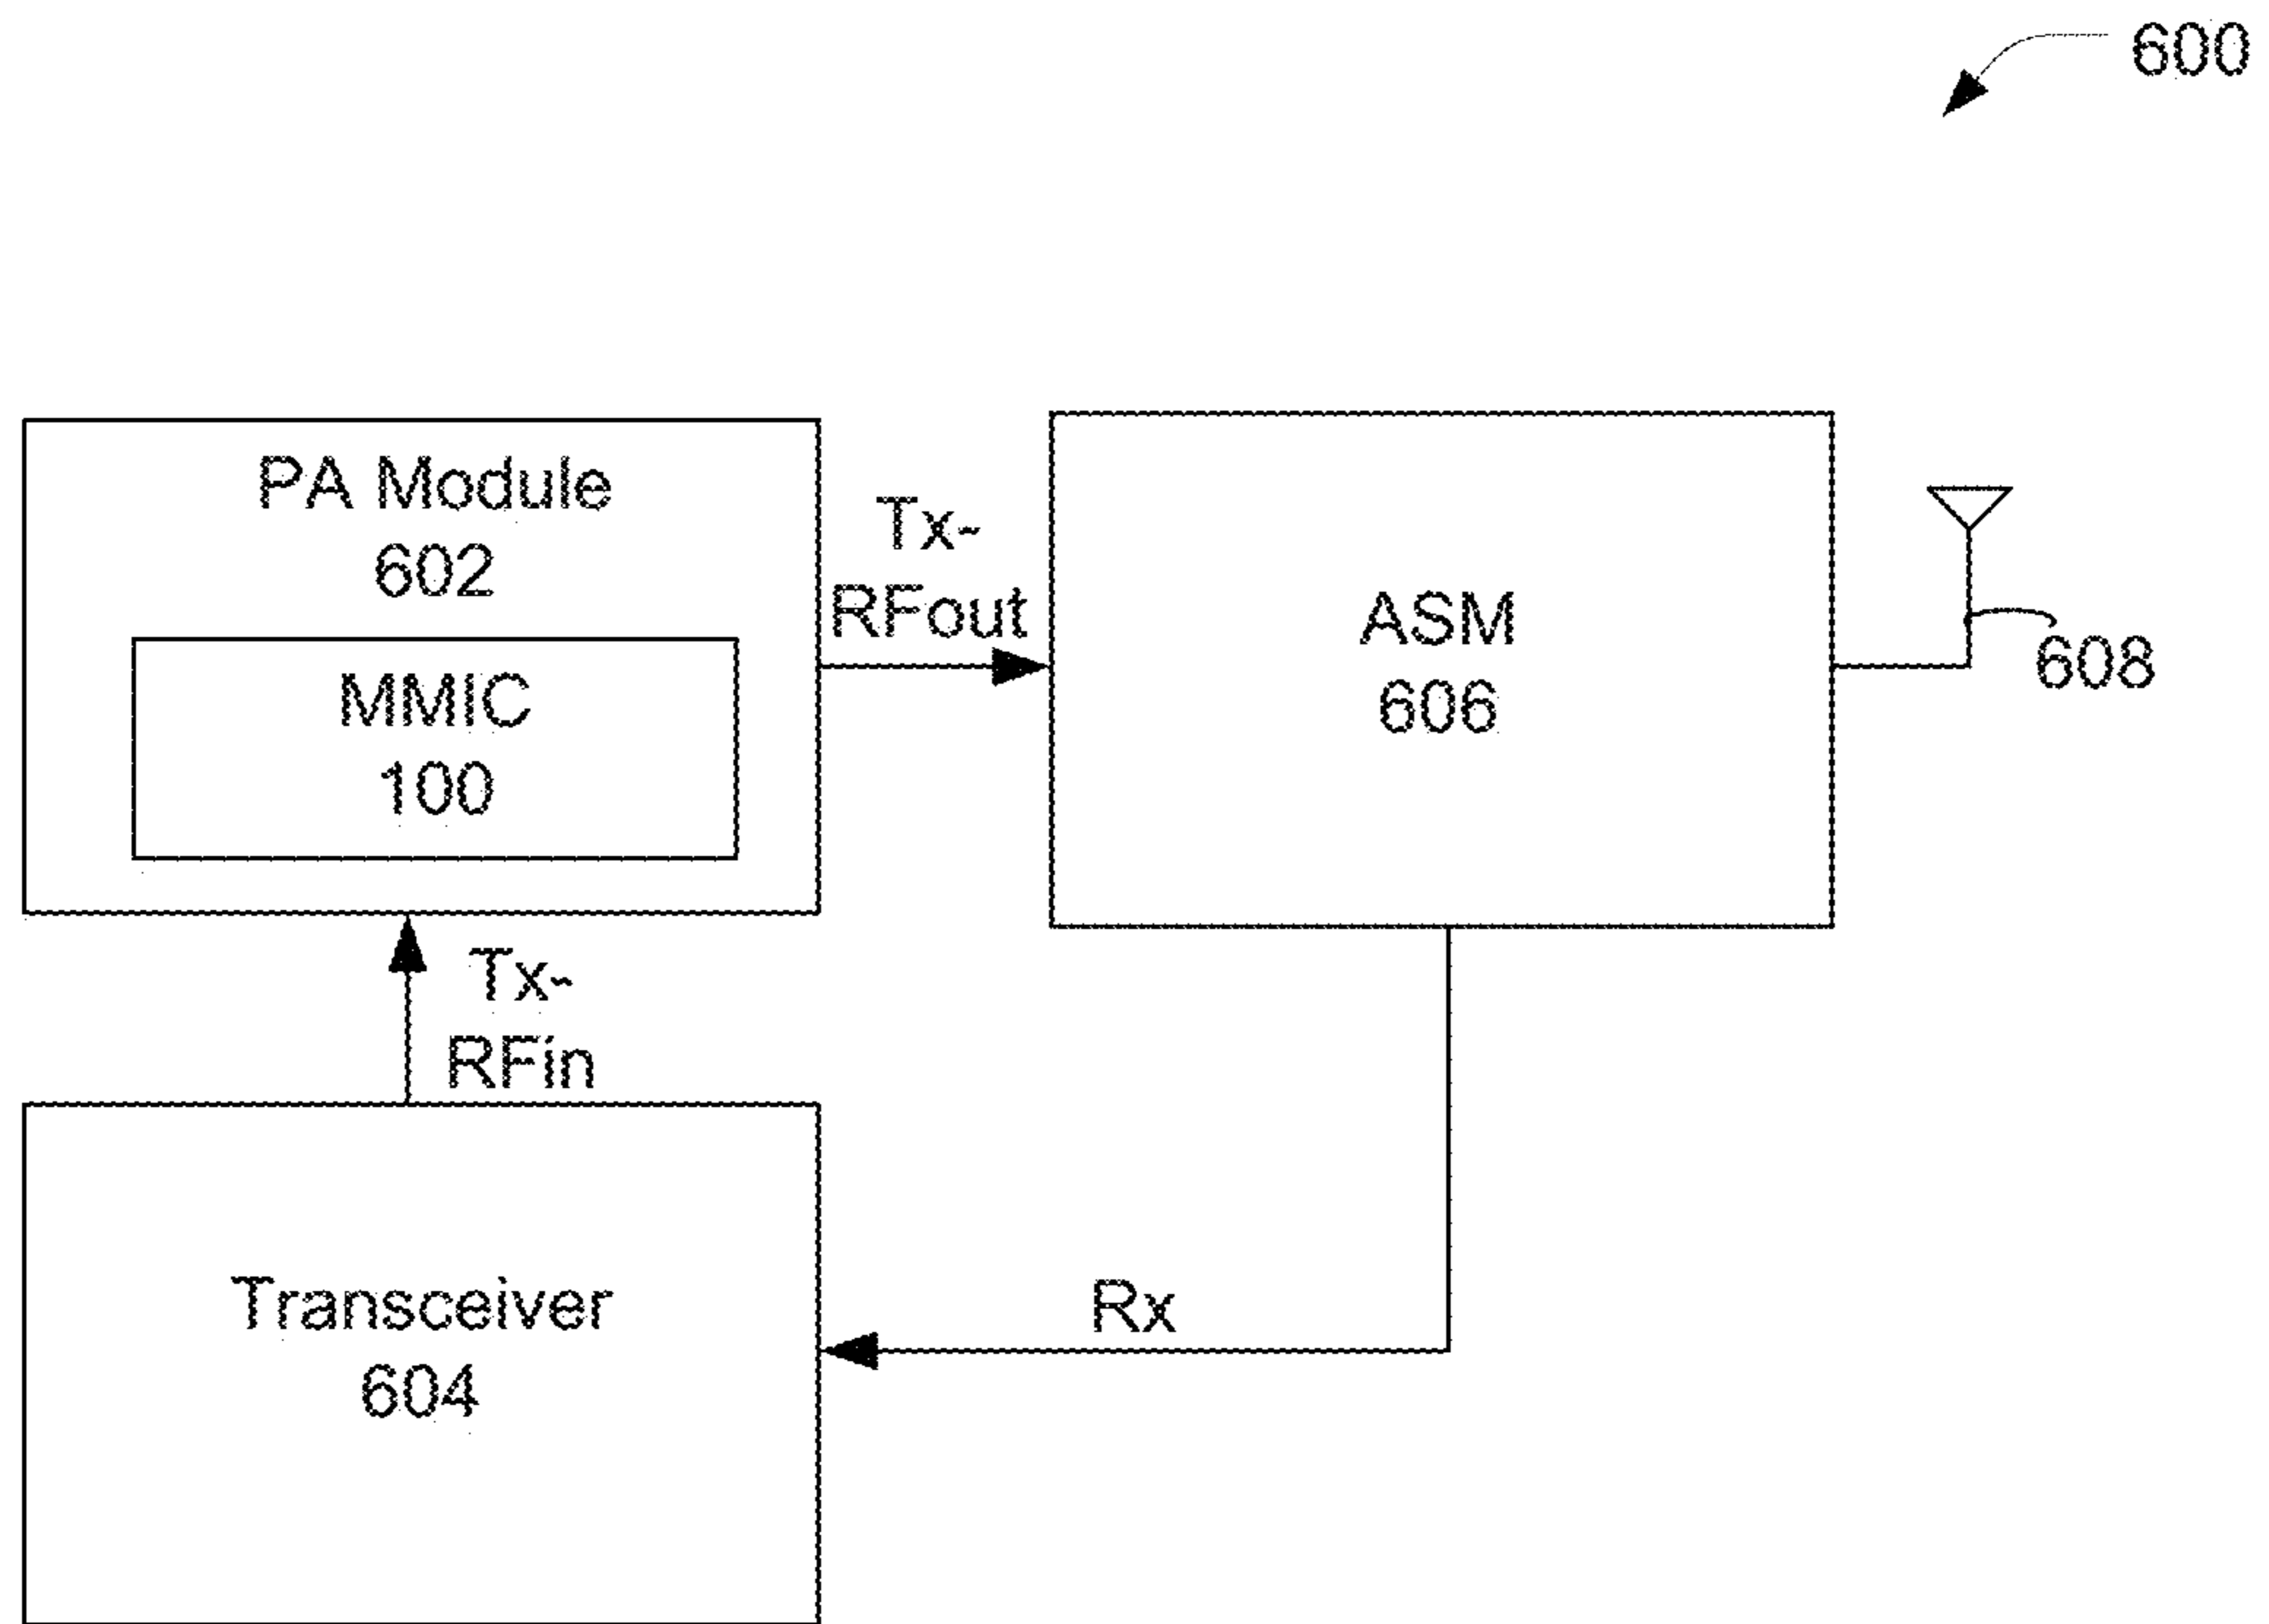 600
PA Module
602
MMIC
100
Tx-
RFout
ASM
606
608
Tx-
RFin
Transceiver
604
Rx